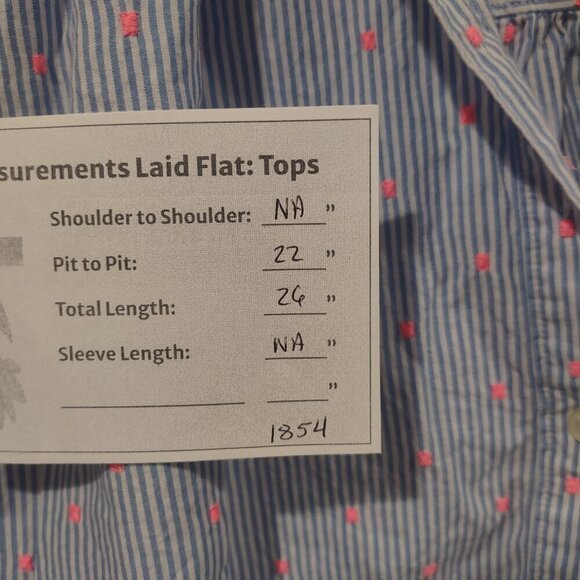 surements Laid Flat: Tops
Shoulder to Shoulder: NA "
Pit to Pit: 22 "
Total Length: 26 "
Sleeve Length: NA "
"
1854